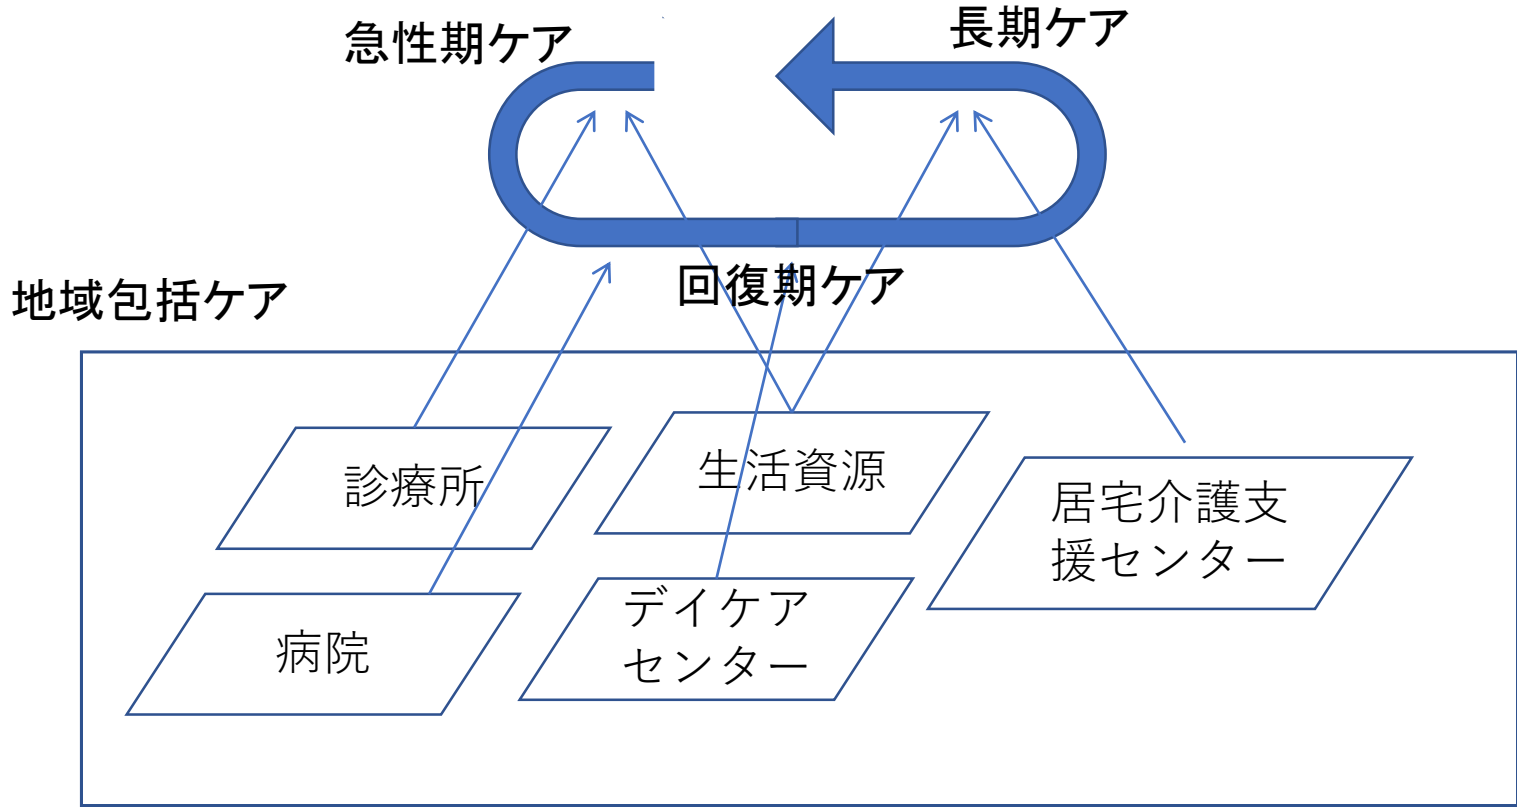 急性期ケア
長期ケア
回復期ケア
地域包括ケア
診療所
生活資源
居宅介護支
援センター
病院
デイケア
センター